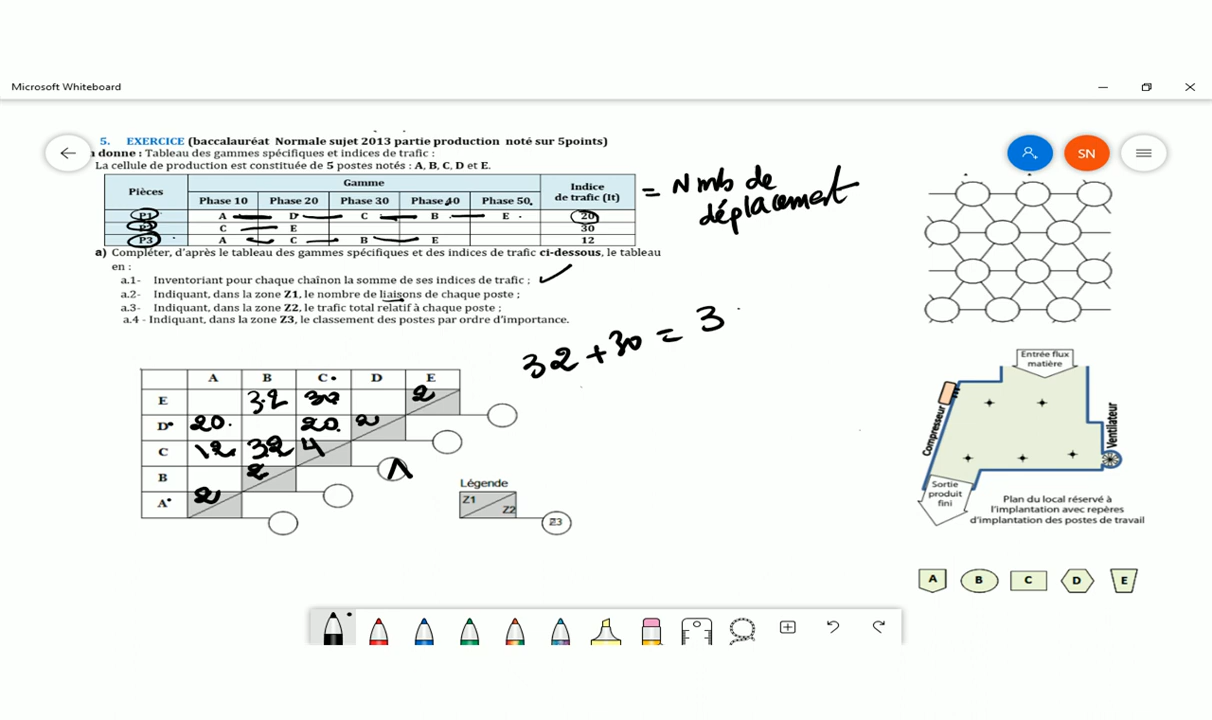 Microsoft Whiteboard
5. EXERCICE (baccalauréat Normale sujet 2013 partie production noté sur 5points)
donne : Tableau des gammes spécifiques et indices de trafic :
La cellule de production est constituée de 5 postes notés : A, B, C, D et E.
Pièces Gamme Indice de trafic (It)
Phase 10 Phase 20 Phase 30 Phase 40 Phase 50
P1 A D C B E 20
P2 C E 30
P3 A C B E 12
= Nmb de
déplacement
a) Compléter, d'après le tableau des gammes spécifiques et des indices de trafic ci-dessous, le tableau
en :
a.1- Inventoriant pour chaque chaînon la somme de ses indices de trafic ;
a.2- Indiquant, dans la zone Z1, le nombre de liaisons de chaque poste ;
a.3- Indiquant, dans la zone Z2, le trafic total relatif à chaque poste ;
a.4 - Indiquant, dans la zone Z3, le classement des postes par ordre d'importance.
32 + 30 = 3
A B C D E
E 32 30 2
D 20 20 2
C 12 32 4
B 2 1
A 2
Légende
Z1
Z2
Z3
SN
Entrée flux
matière
Compresseur
Ventilateur
Sortie
produit
fini
Plan du local réservé à
l'implantation avec repères
d'implantation des postes de travail
A B C D E